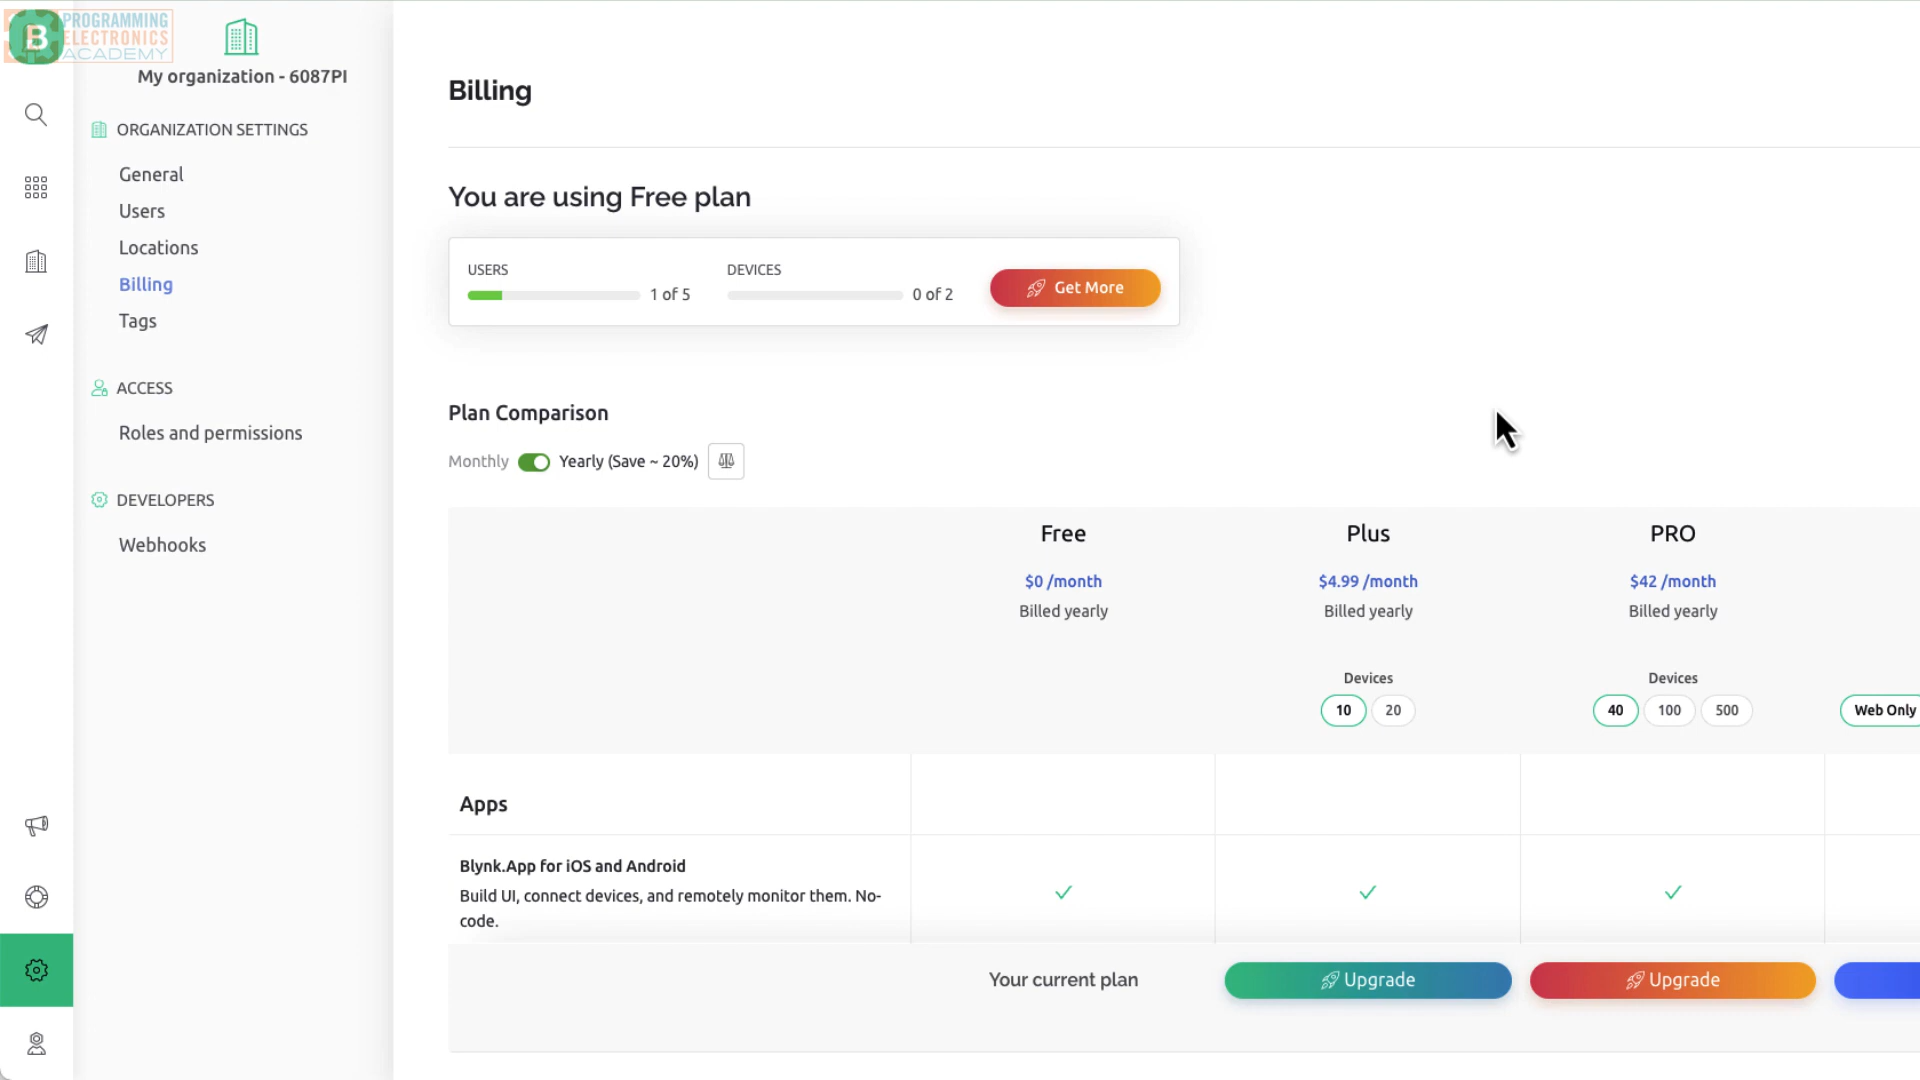 B
PROGRAMMING
ELECTRONICS
ACADEMY
My organization - 6087PI
ORGANIZATION SETTINGS
General
Users
Locations
Billing
Tags
ACCESS
Roles and permissions
DEVELOPERS
Webhooks
Billing
You are using Free plan
USERS
1 of 5
DEVICES
0 of 2
Get More
Plan Comparison
Monthly Yearly (Save ~ 20%)
Free Plus PRO
$0 /month $4.99 /month $42 /month
Billed yearly Billed yearly Billed yearly
Devices Devices
10 20 40 100 500 Web Only
Apps
Blynk.App for iOS and Android
Build UI, connect devices, and remotely monitor them. No-
code.
Your current plan Upgrade Upgrade